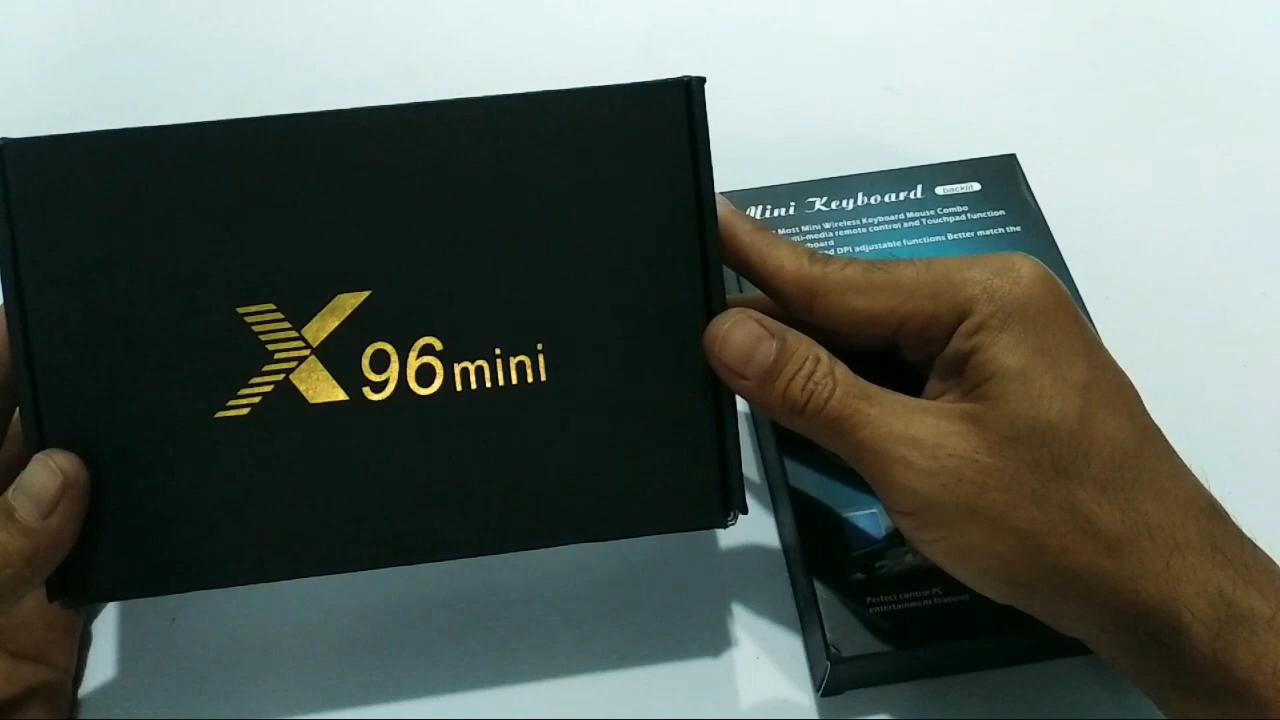 X96mini
Mini Keyboard backlit
Most Mini Wireless Keyboard Mouse Combo
multi-media remote control and Touchpad function
DPI adjustable functions Better match the
Perfect control PC
entertainment features